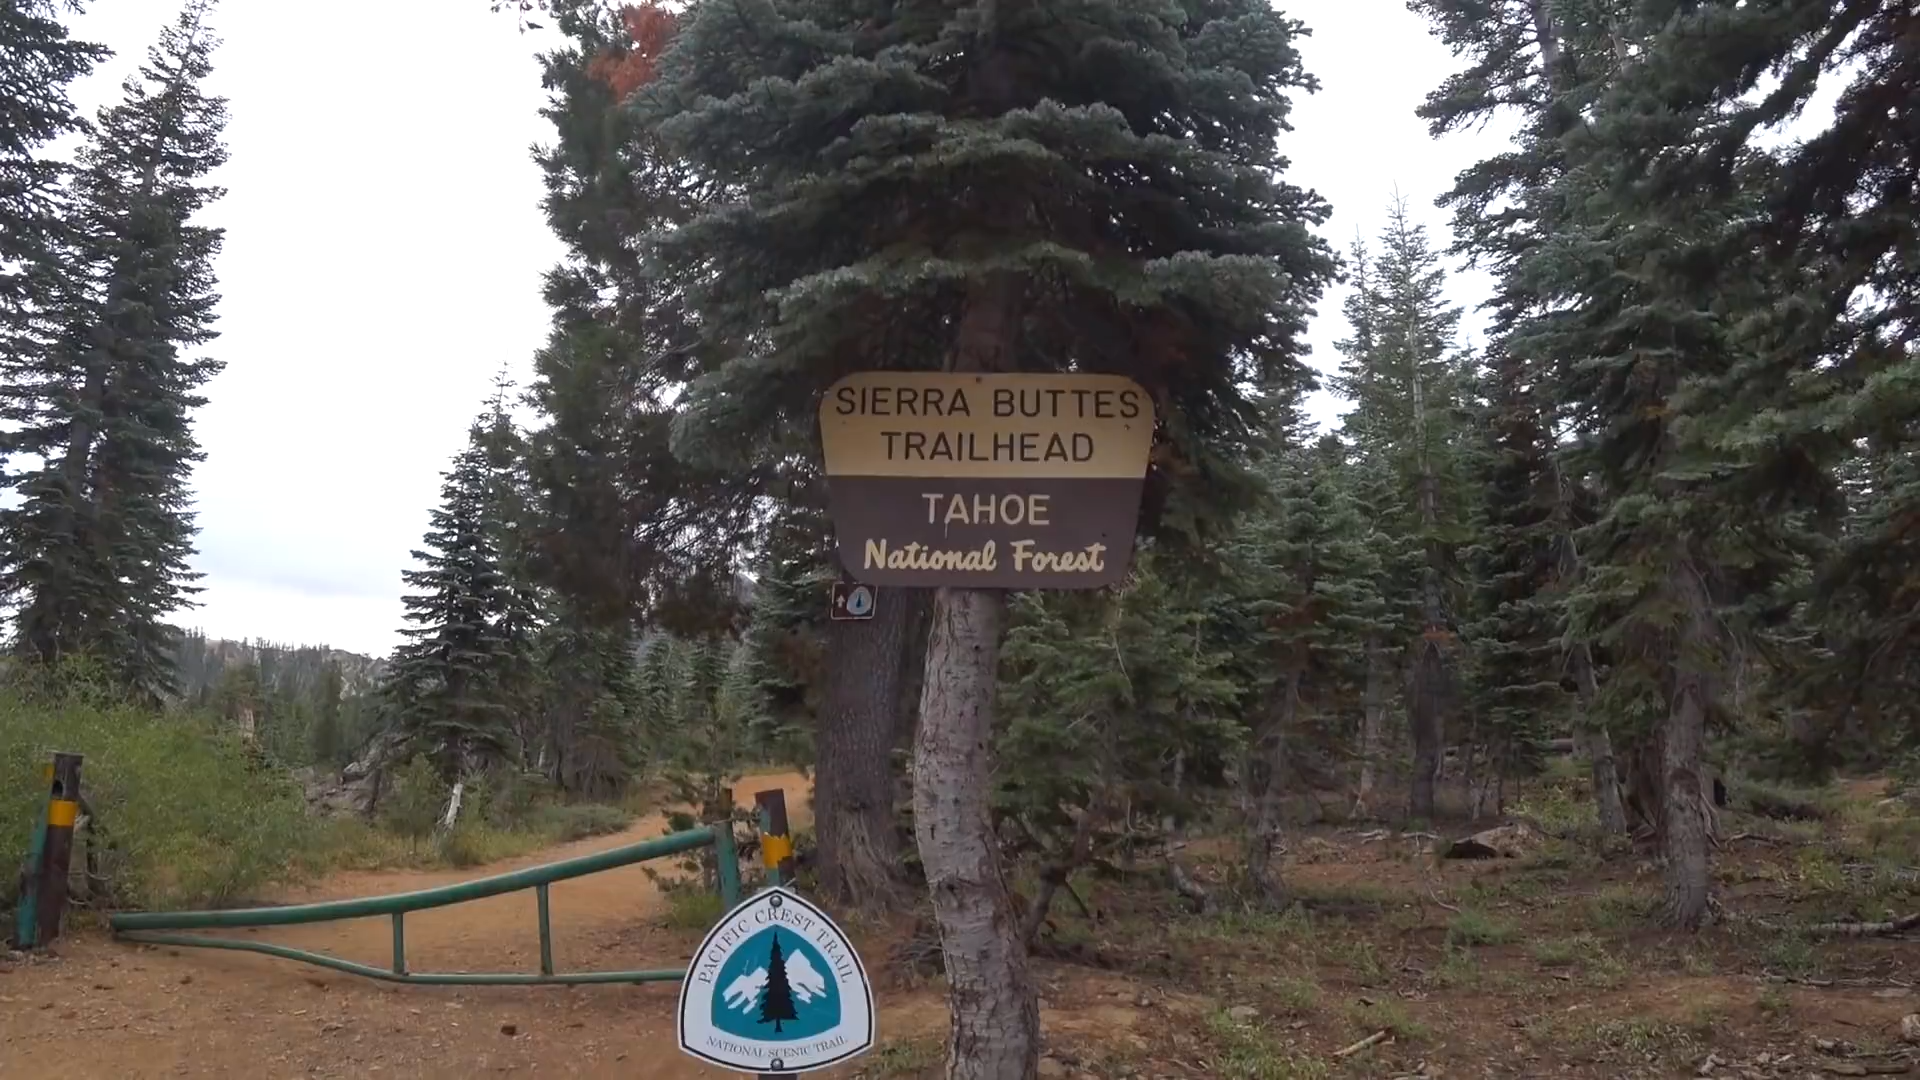 SIERRA BUTTES
TRAILHEAD
TAHOE
National Forest
PACIFIC CREST TRAIL
NATIONAL SCENIC TRAIL